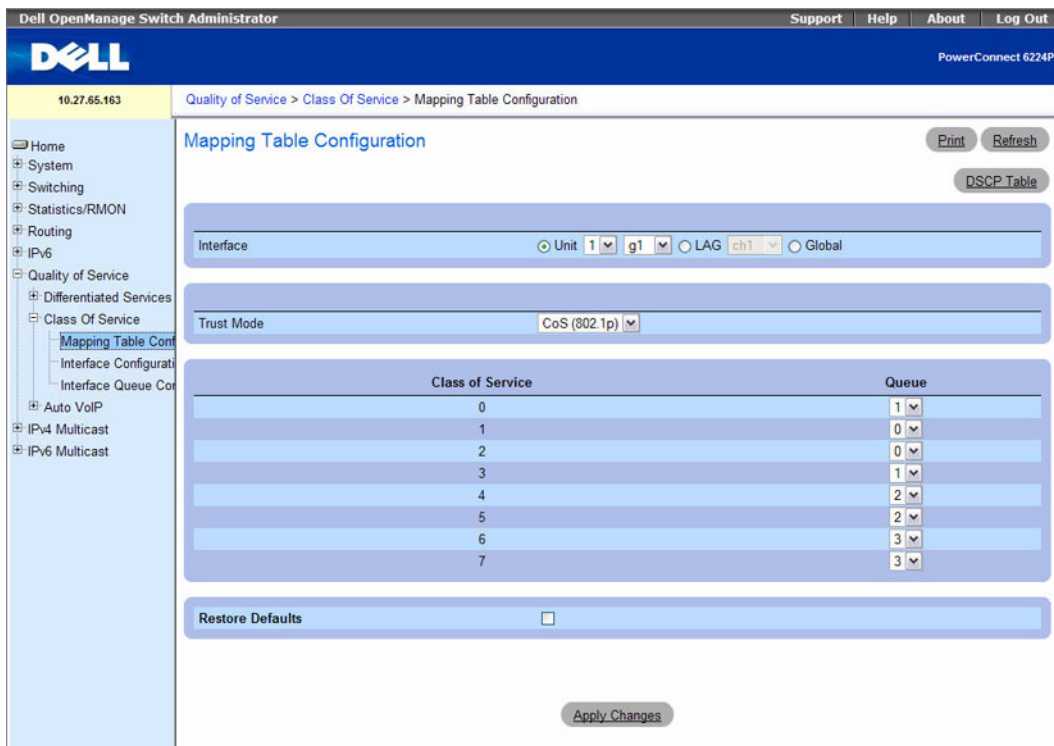 Dell OpenManage Switch Administrator
Support Help About Log Out
DELL
PowerConnect 6224P
10.27.65.163
Quality of Service > Class Of Service > Mapping Table Configuration
Home
System
Switching
Statistics/RMON
Routing
IPv6
Quality of Service
Differentiated Services
Class Of Service
Mapping Table Conf
Interface Configurati
Interface Queue Con
Auto VoIP
IPv4 Multicast
IPv6 Multicast
Mapping Table Configuration
Print Refresh
DSCP Table
Interface Unit 1 g1 LAG ch1 Global
Trust Mode CoS (802.1p)
Class of Service Queue
0 1
1 0
2 0
3 1
4 2
5 2
6 3
7 3
Restore Defaults
Apply Changes